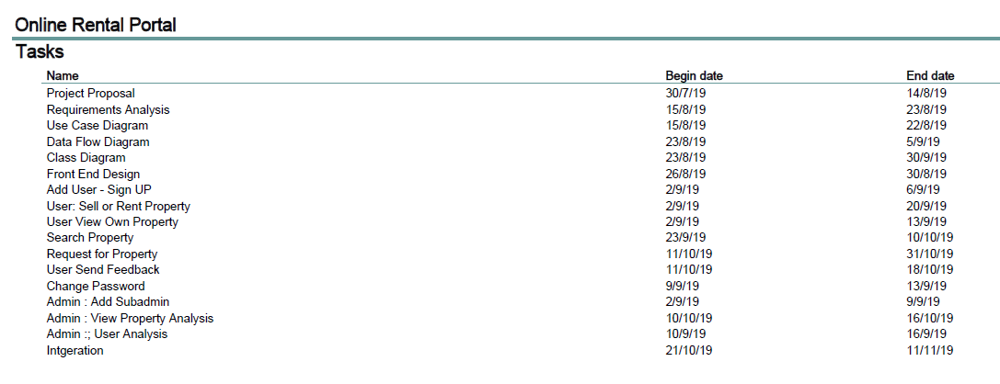 Online Rental Portal
Tasks
Name Begin date End date
Project Proposal 30/7/19 14/8/19
Requirements Analysis 15/8/19 23/8/19
Use Case Diagram 15/8/19 22/8/19
Data Flow Diagram 23/8/19 5/9/19
Class Diagram 23/8/19 30/9/19
Front End Design 26/8/19 30/8/19
Add User - Sign UP 2/9/19 6/9/19
User: Sell or Rent Property 2/9/19 20/9/19
User View Own Property 2/9/19 13/9/19
Search Property 23/9/19 10/10/19
Request for Property 11/10/19 31/10/19
User Send Feedback 11/10/19 18/10/19
Change Password 9/9/19 13/9/19
Admin : Add Subadmin 2/9/19 9/9/19
Admin : View Property Analysis 10/10/19 16/10/19
Admin :; User Analysis 10/9/19 16/9/19
Intgeration 21/10/19 11/11/19